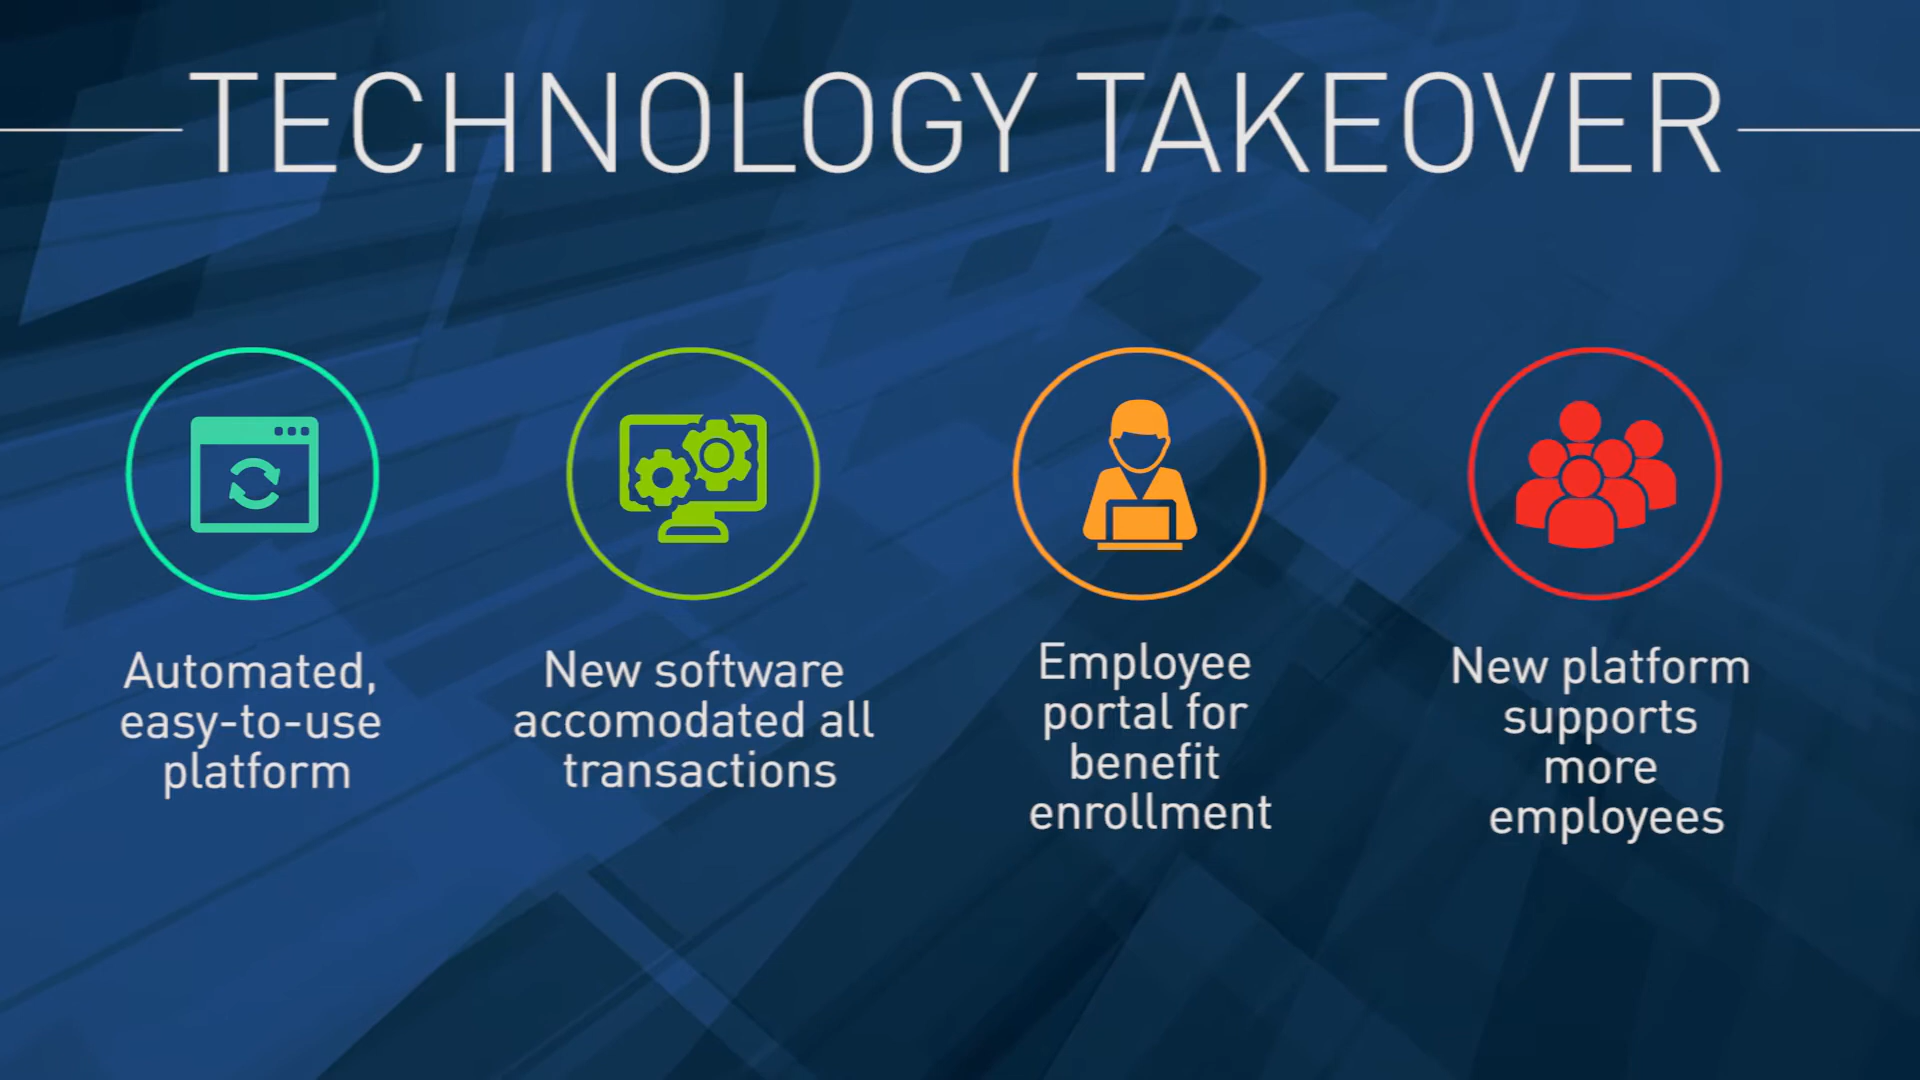 TECHNOLOGY TAKEOVER
Automated,
easy-to-use
platform
New software
accomodated all
transactions
Employee
portal for
benefit
enrollment
New platform
supports
more
employees